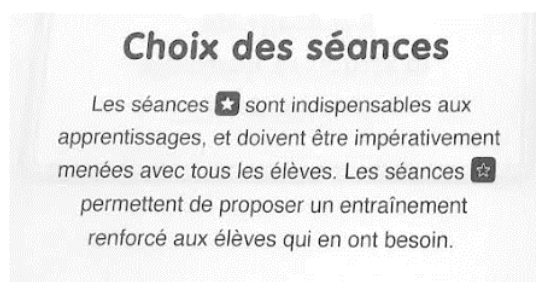 Choix des séances
Les séances ★ sont indispensables aux
apprentissages, et doivent être impérativement
menées avec tous les élèves. Les séances ☆
permettent de proposer un entraînement
renforcé aux élèves qui en ont besoin.